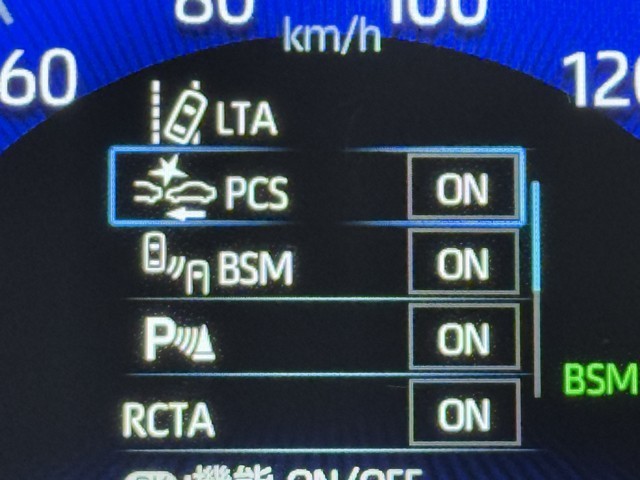 80 100
km/h
60 120
LTA
PCS ON
BSM ON
P ON
BSM
RCTA ON
機能 ON/OFF